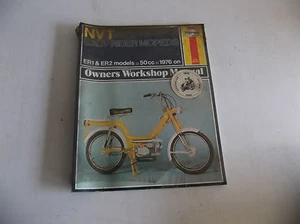 NVT
EASY RIDER MOPEDS
ER1 & ER2 models □ 50cc □ 1976 on
Owners Workshop Manual